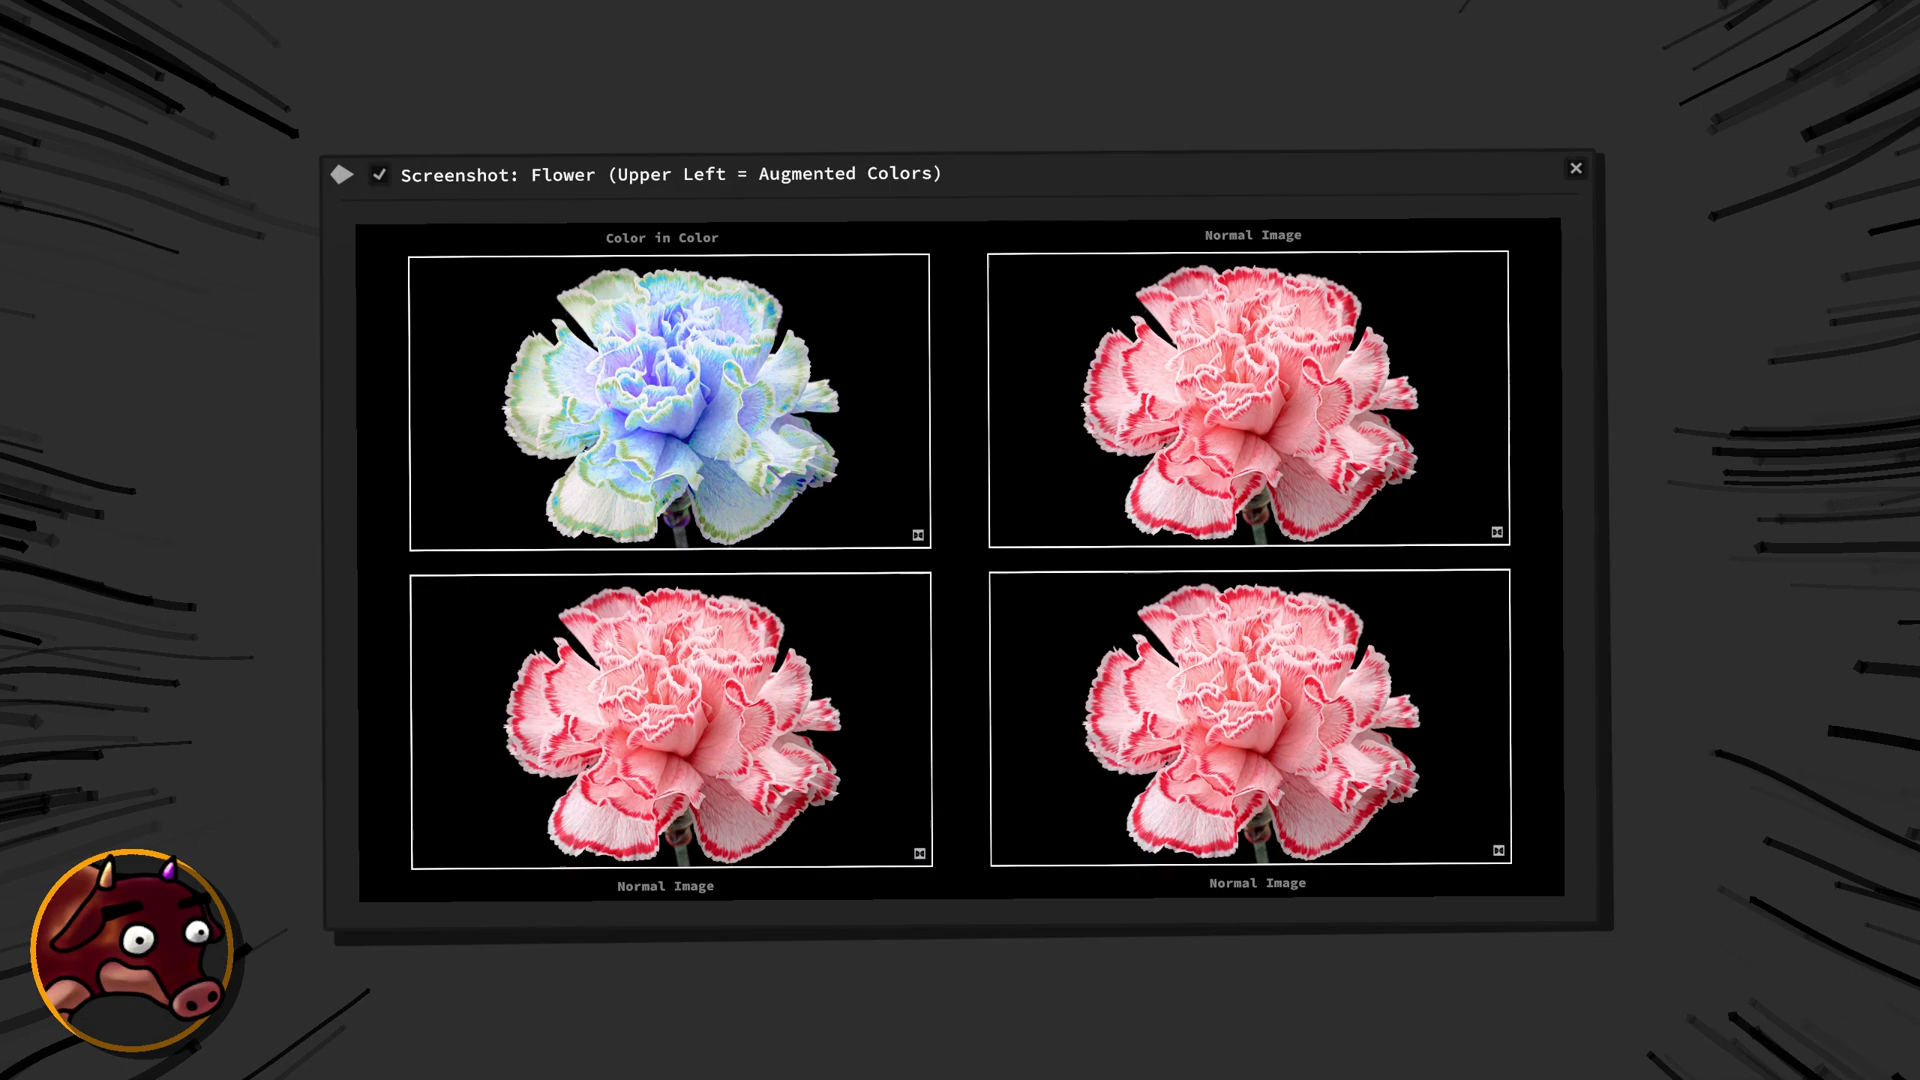 Screenshot: Flower (Upper Left = Augmented Colors)
Color in Color
Normal Image
Normal Image
Normal Image